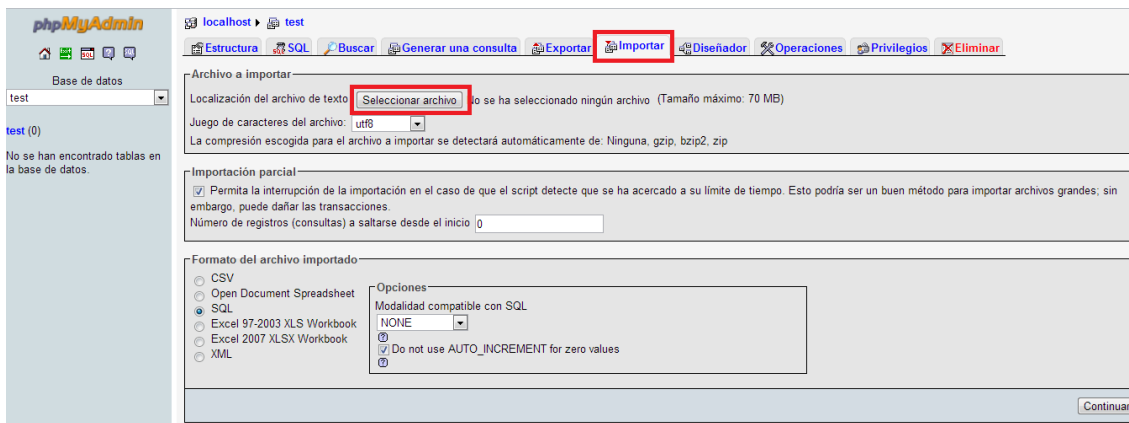 phpMyAdmin
Base de datos
test
test (0)
No se han encontrado tablas en
la base de datos.
localhost test
Estructura SQL Buscar Generar una consulta Exportar Importar Diseñador Operaciones Privilegios Eliminar
Archivo a importar
Localización del archivo de texto Seleccionar archivo No se ha seleccionado ningún archivo (Tamaño máximo: 70 MB)
Juego de caracteres del archivo: utf8
La compresión escogida para el archivo a importar se detectará automáticamente de: Ninguna, gzip, bzip2, zip
Importación parcial
Permita la interrupción de la importación en el caso de que el script detecte que se ha acercado a su límite de tiempo. Esto podría ser un buen método para importar archivos grandes; sin
embargo, puede dañar las transacciones.
Número de registros (consultas) a saltarse desde el inicio 0
Formato del archivo importado
CSV
Open Document Spreadsheet
SQL
Excel 97-2003 XLS Workbook
Excel 2007 XLSX Workbook
XML
Opciones
Modalidad compatible con SQL
NONE
Do not use AUTO_INCREMENT for zero values
Continuar